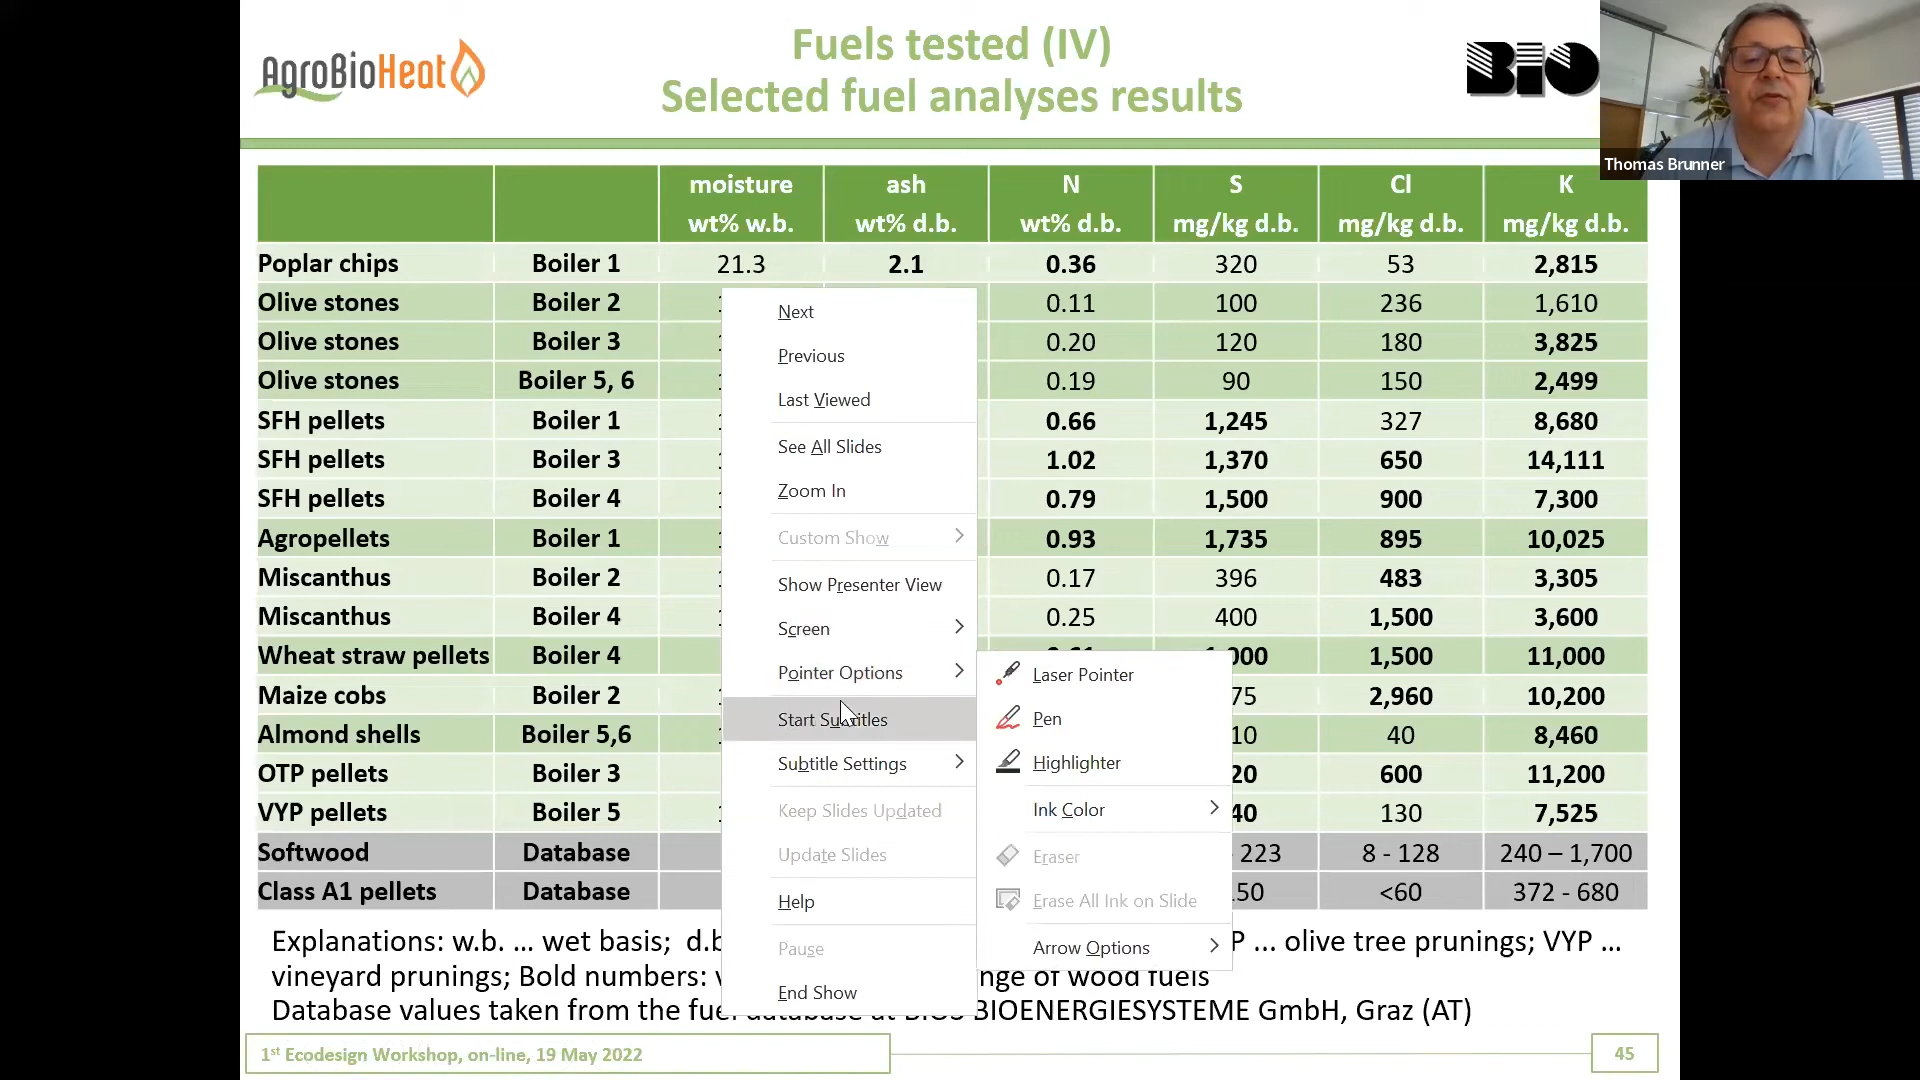 AgroBioHeat
Fuels tested (IV)
Selected fuel analyses results
BIO
Thomas Brunner
moisture ash N S Cl K
wt% w.b. wt% d.b. wt% d.b. mg/kg d.b. mg/kg d.b. mg/kg d.b.
Poplar chips Boiler 1 21.3 2.1 0.36 320 53 2,815
Olive stones Boiler 2 0.11 100 236 1,610
Olive stones Boiler 3 0.20 120 180 3,825
Olive stones Boiler 5, 6 0.19 90 150 2,499
SFH pellets Boiler 1 0.66 1,245 327 8,680
SFH pellets Boiler 3 1.02 1,370 650 14,111
SFH pellets Boiler 4 0.79 1,500 900 7,300
Agropellets Boiler 1 0.93 1,735 895 10,025
Miscanthus Boiler 2 0.17 396 483 3,305
Miscanthus Boiler 4 0.25 400 1,500 3,600
Wheat straw pellets Boiler 4 1,500 11,000
Maize cobs Boiler 2 2,960 10,200
Almond shells Boiler 5,6 40 8,460
OTP pellets Boiler 3 600 11,200
VYP pellets Boiler 5 130 7,525
Softwood Database 223 8 - 128 240 – 1,700
Class A1 pellets Database <60 372 - 680
Next
Previous
Last Viewed
See All Slides
Zoom In
Custom Show
Show Presenter View
Screen
Pointer Options
Start Subtitles
Subtitle Settings
Keep Slides Updated
Update Slides
Help
Pause
End Show
Laser Pointer
Pen
Highlighter
Ink Color
Eraser
Erase All Ink on Slide
Arrow Options
Explanations: w.b. ... wet basis; ... olive tree prunings; VYP ...
vineyard prunings; Bold numbers: of wood fuels
Database values taken from the fuel database at BIOS BIOENERGIESYSTEME GmbH, Graz (AT)
1st Ecodesign Workshop, on-line, 19 May 2022
45